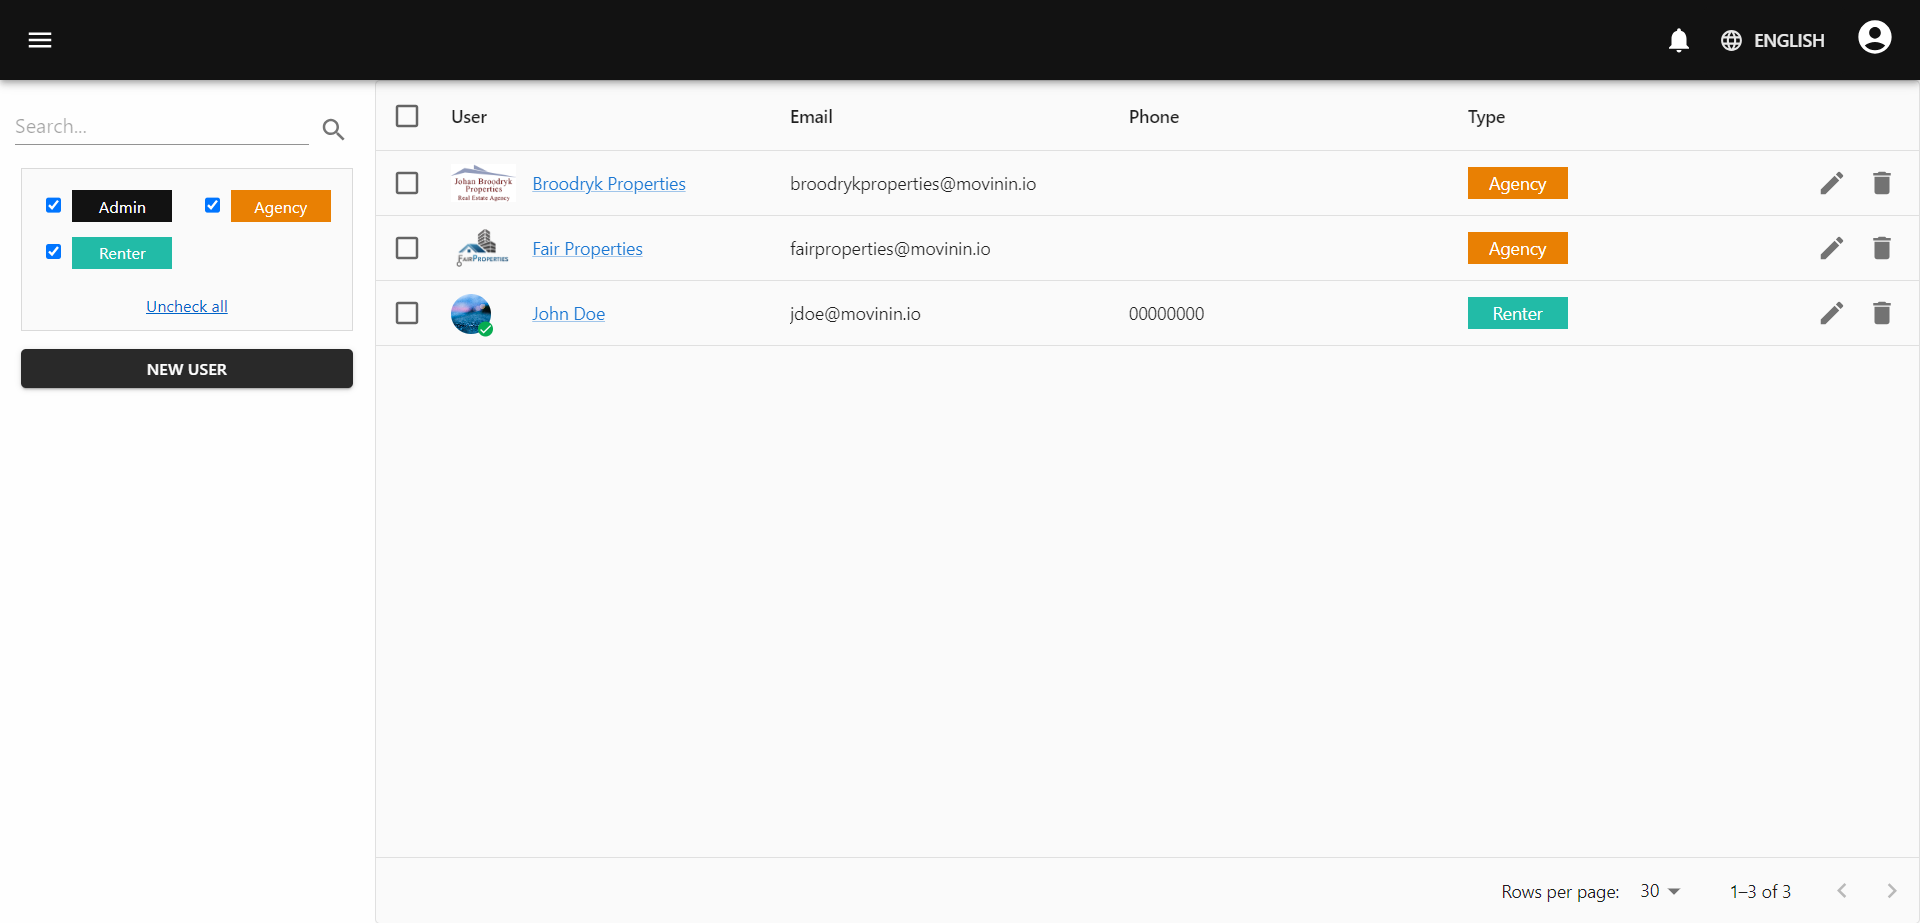 ENGLISH
Search...
Admin
Agency
Renter
Uncheck all
NEW USER
User Email Phone Type
Johan Broodryk
Properties
Real Estate Agency
Broodryk Properties broodrykproperties@movinin.io Agency
FAIRPROPERTIES
Fair Properties fairproperties@movinin.io Agency
John Doe jdoe@movinin.io 00000000 Renter
Rows per page: 30 1–3 of 3